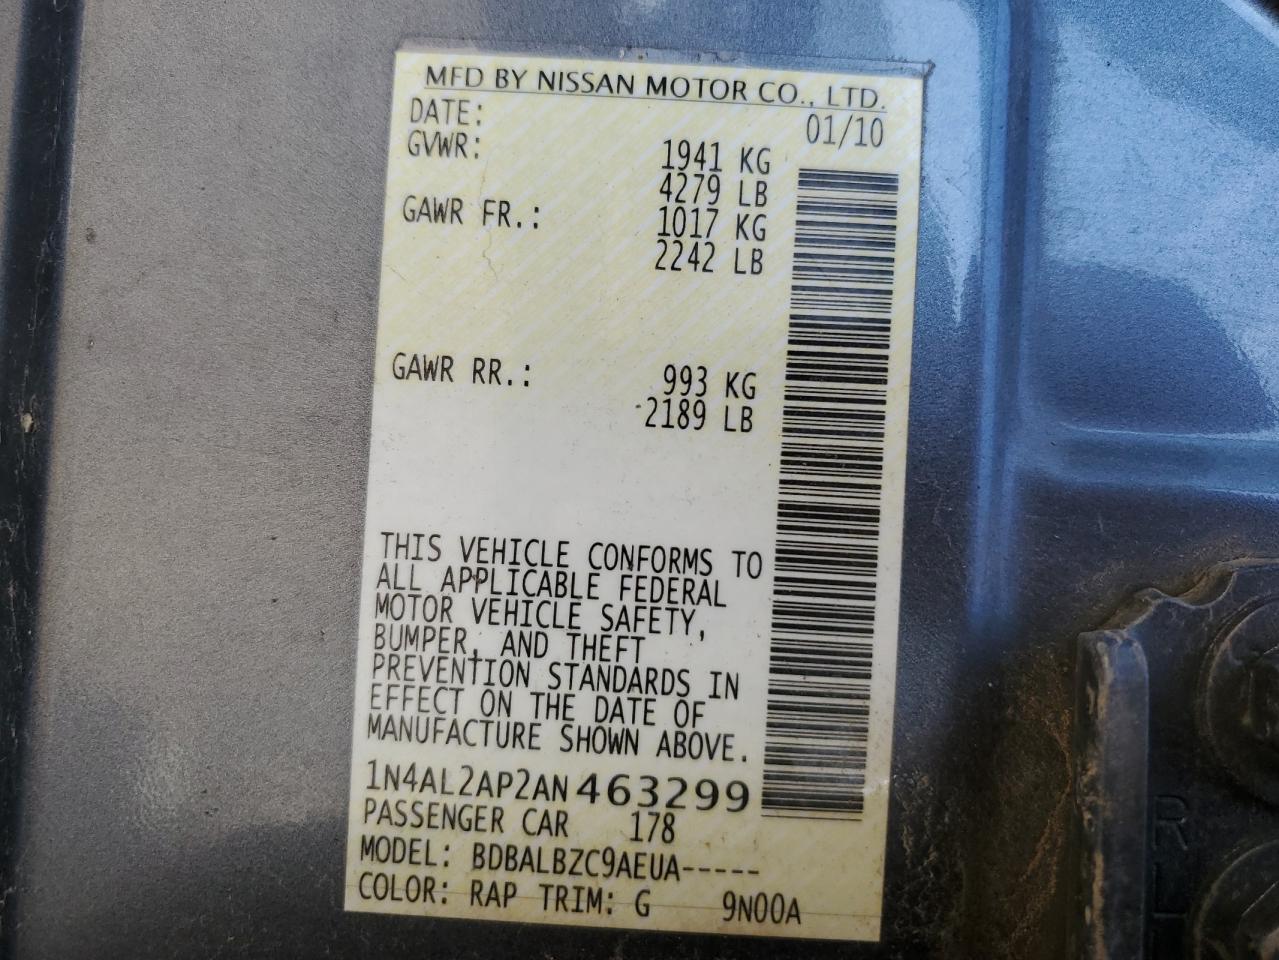 MFD BY NISSAN MOTOR CO., LTD.
DATE: 01/10
GVWR: 1941 KG
4279 LB
GAWR FR.: 1017 KG
2242 LB
GAWR RR.: 993 KG
2189 LB
THIS VEHICLE CONFORMS TO
ALL APPLICABLE FEDERAL
MOTOR VEHICLE SAFETY,
BUMPER, AND THEFT
PREVENTION STANDARDS IN
EFFECT ON THE DATE OF
MANUFACTURE SHOWN ABOVE.
1N4AL2AP2AN463299
PASSENGER CAR 178
MODEL: BDBALBZC9AEUA-----
COLOR: RAP TRIM: G 9N00A